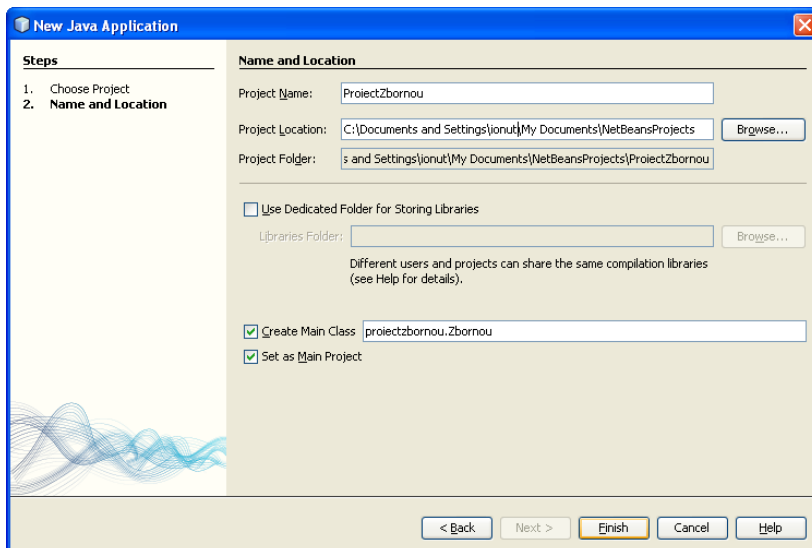 New Java Application
Steps
1. Choose Project
2. Name and Location
Name and Location
Project Name: ProiectZbornou
Project Location: C:\Documents and Settings\ionut\My Documents\NetBeansProjects Browse...
Project Folder: s and Settings\ionut\My Documents\NetBeansProjects\ProiectZbornou
Use Dedicated Folder for Storing Libraries
Libraries Folder: Browse...
Different users and projects can share the same compilation libraries
(see Help for details).
Create Main Class proiectzbornou.Zbornou
Set as Main Project
< Back Next > Finish Cancel Help